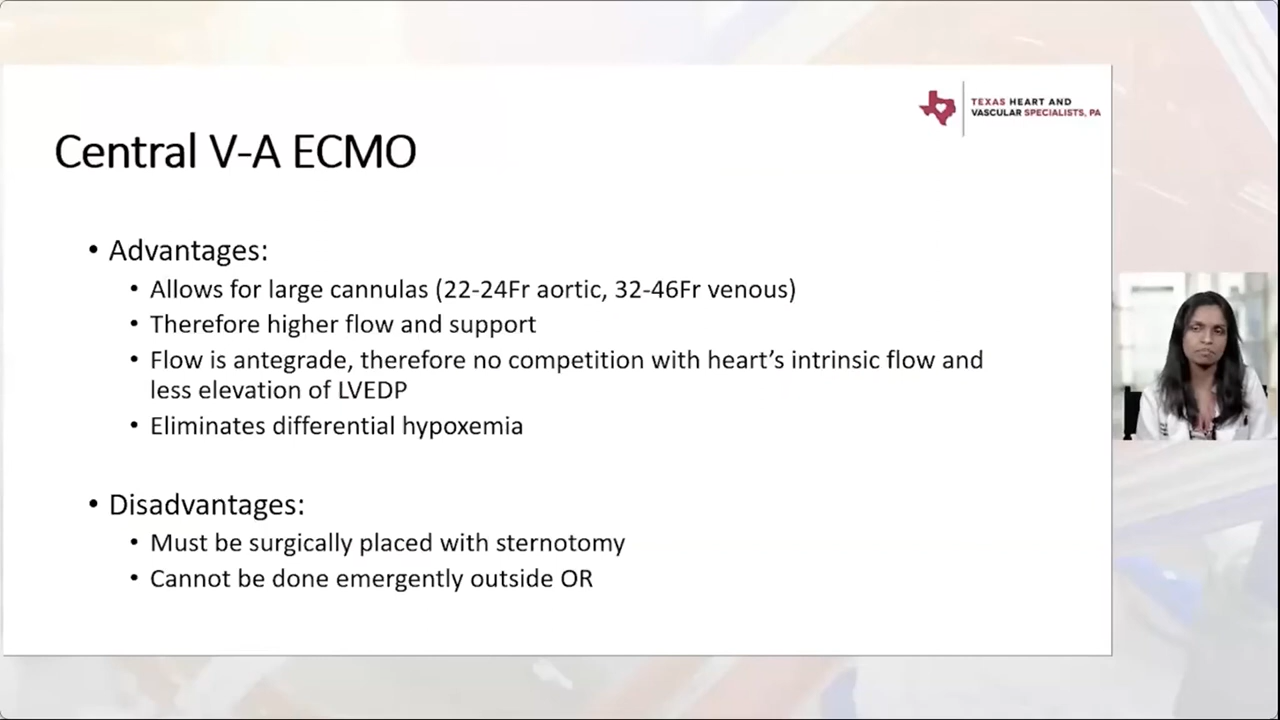 TEXAS HEART AND
VASCULAR SPECIALISTS, PA
Central V-A ECMO
• Advantages:
• Allows for large cannulas (22-24Fr aortic, 32-46Fr venous)
• Therefore higher flow and support
• Flow is antegrade, therefore no competition with heart’s intrinsic flow and
less elevation of LVEDP
• Eliminates differential hypoxemia
• Disadvantages:
• Must be surgically placed with sternotomy
• Cannot be done emergently outside OR